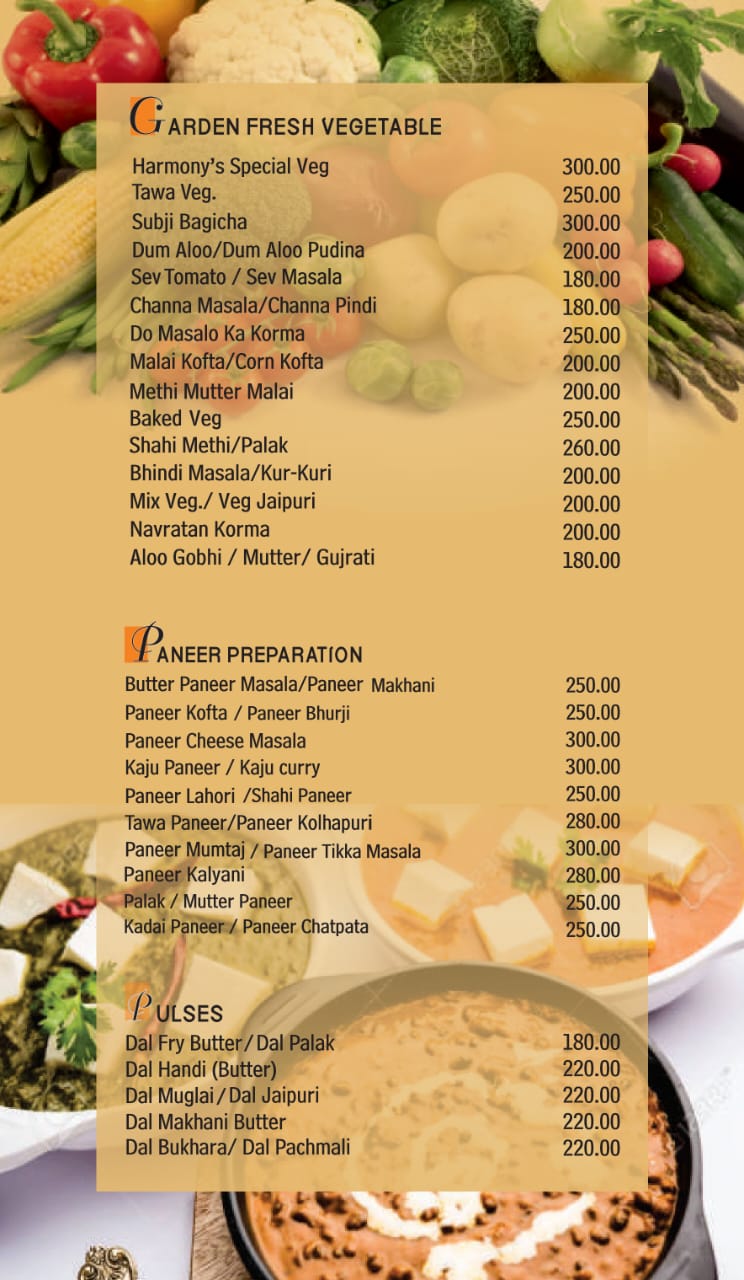 GARDEN FRESH VEGETABLE
Harmony's Special Veg 300.00
Tawa Veg. 250.00
Subji Bagicha 300.00
Dum Aloo/Dum Aloo Pudina 200.00
Sev Tomato / Sev Masala 180.00
Channa Masala/Channa Pindi 180.00
Do Masalo Ka Korma 250.00
Malai Kofta/Corn Kofta 200.00
Methi Mutter Malai 200.00
Baked Veg 250.00
Shahi Methi/Palak 260.00
Bhindi Masala/Kur-Kuri 200.00
Mix Veg./ Veg Jaipuri 200.00
Navratan Korma 200.00
Aloo Gobhi / Mutter/ Gujrati 180.00
PANEER PREPARATION
Butter Paneer Masala/Paneer Makhani 250.00
Paneer Kofta / Paneer Bhurji 250.00
Paneer Cheese Masala 300.00
Kaju Paneer / Kaju curry 300.00
Paneer Lahori /Shahi Paneer 250.00
Tawa Paneer/Paneer Kolhapuri 280.00
Paneer Mumtaj / Paneer Tikka Masala 300.00
Paneer Kalyani 280.00
Palak / Mutter Paneer 250.00
Kadai Paneer / Paneer Chatpata 250.00
PULSES
Dal Fry Butter/ Dal Palak 180.00
Dal Handi (Butter) 220.00
Dal Muglai/ Dal Jaipuri 220.00
Dal Makhani Butter 220.00
Dal Bukhara/ Dal Pachmali 220.00